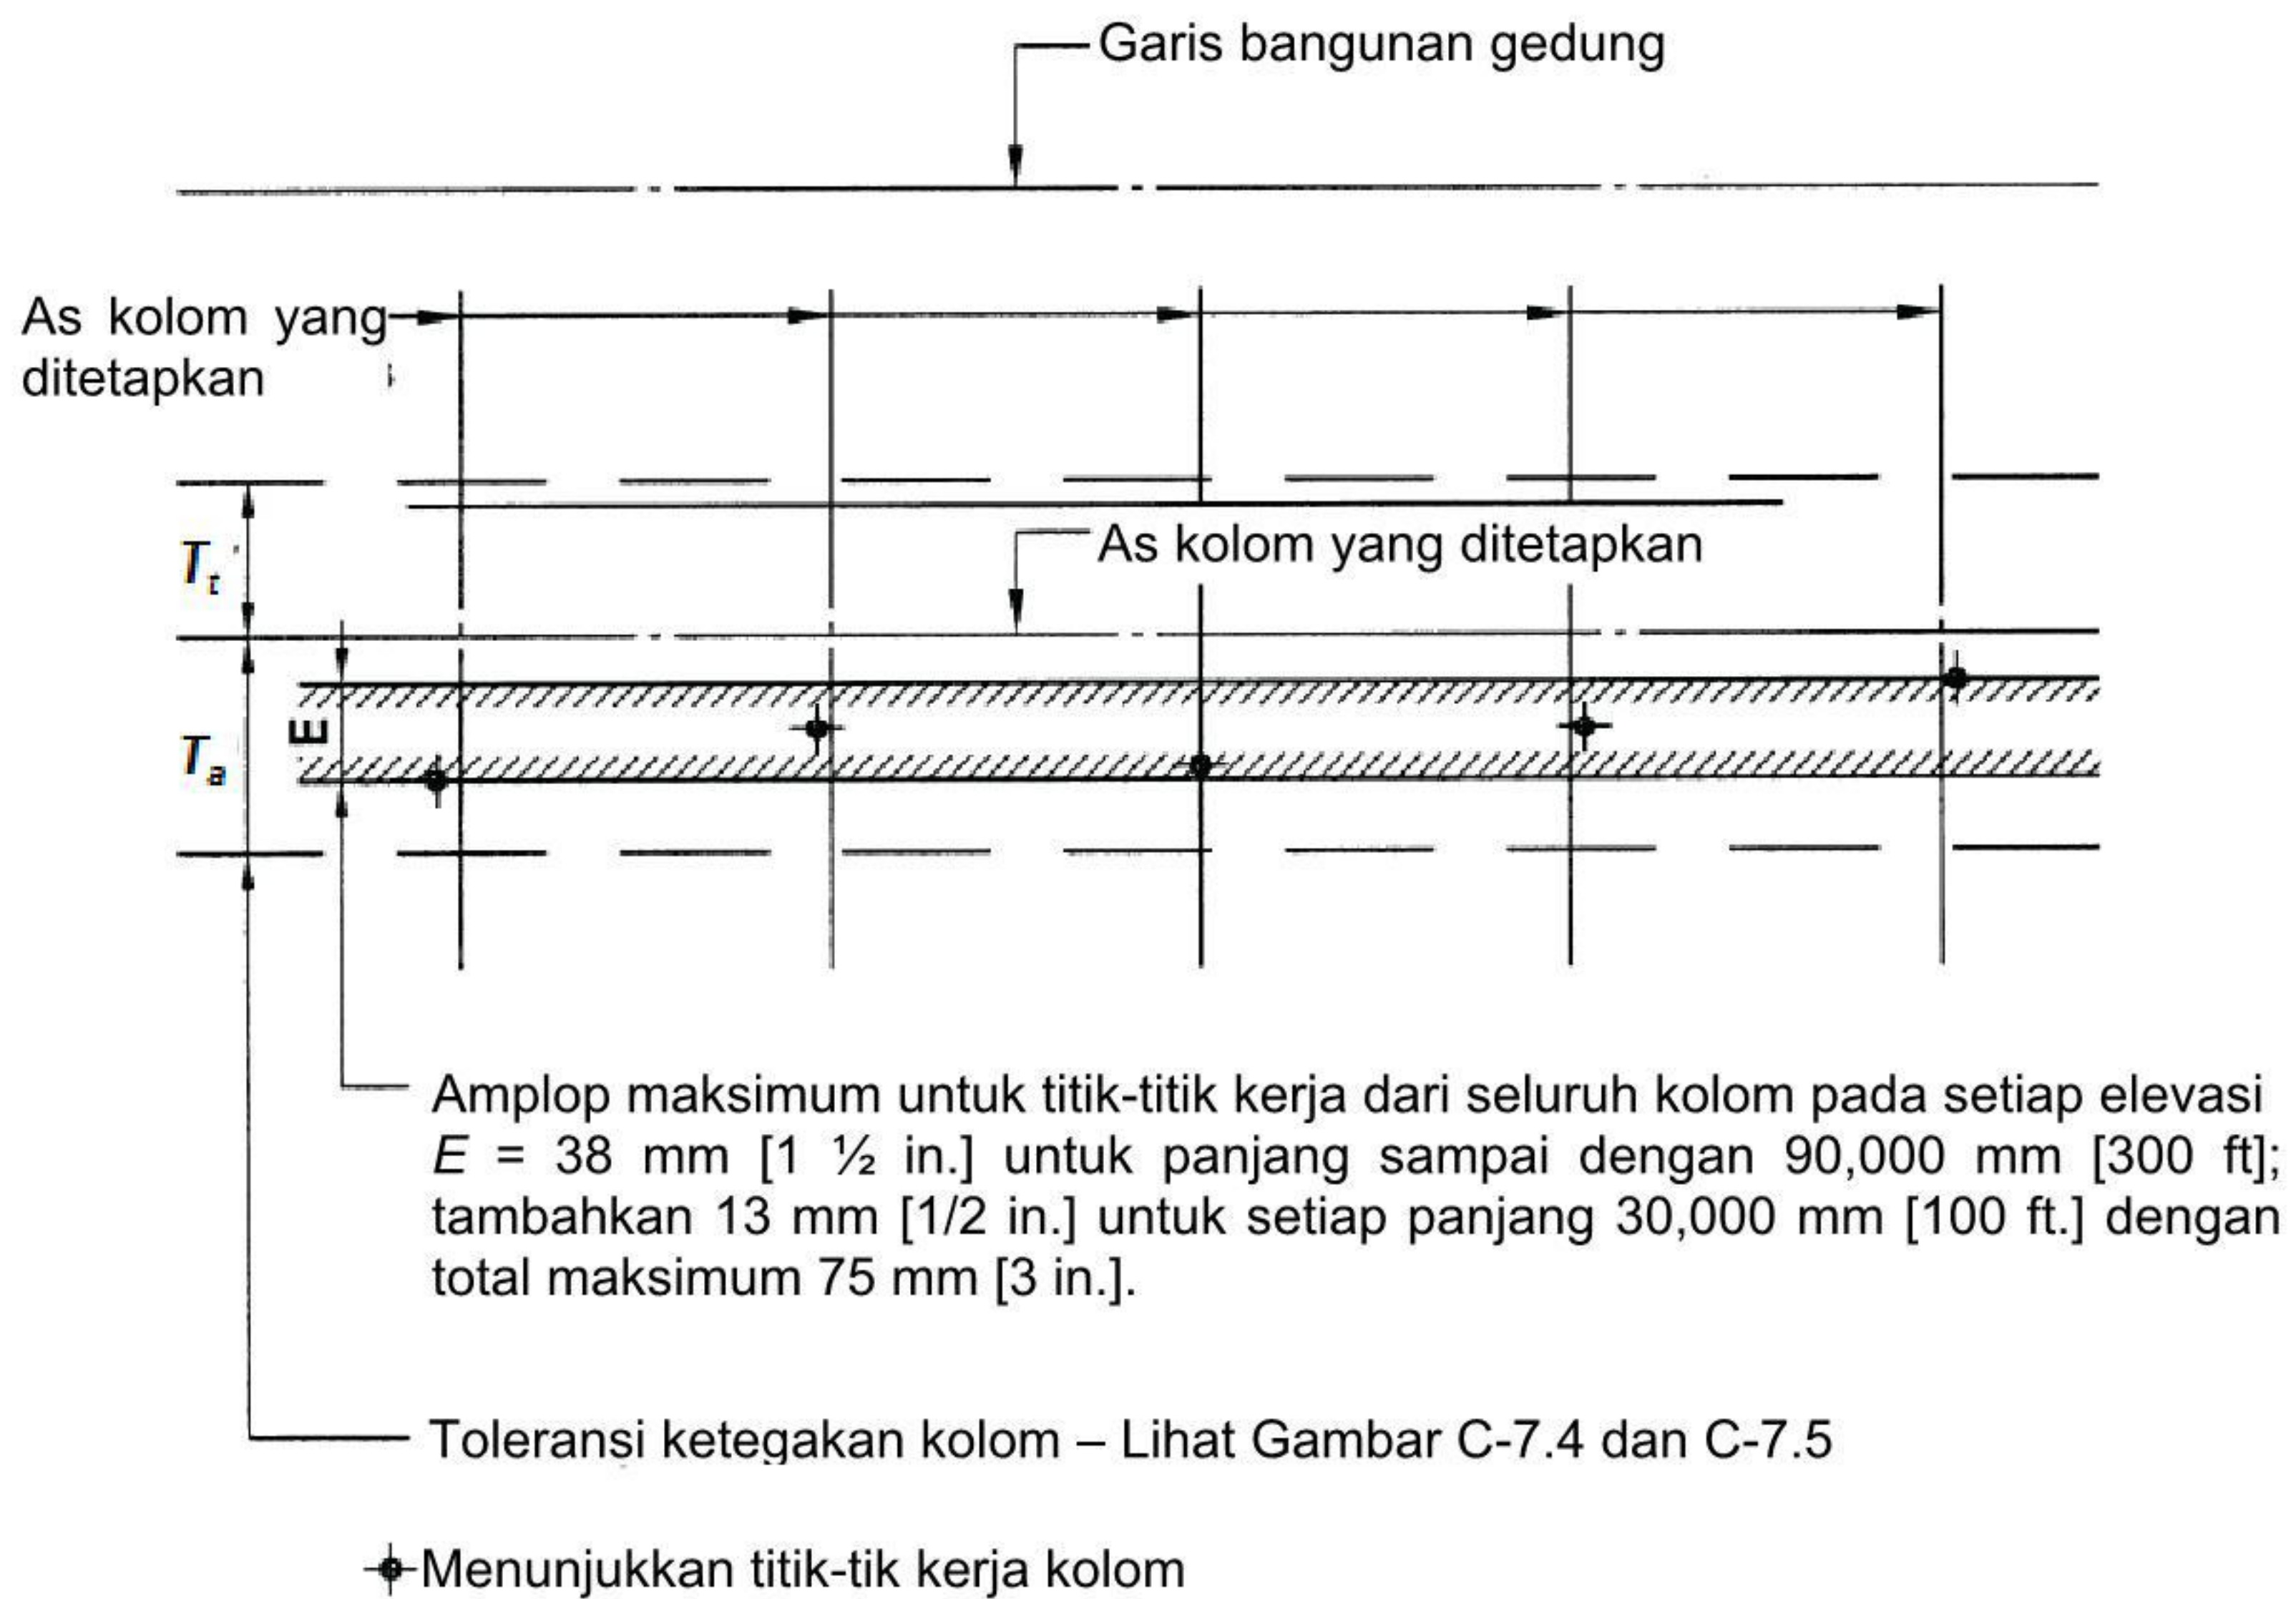 Garis bangunan gedung
As kolom yang
ditetapkan
As kolom yang ditetapkan
Tt
Ta
E
Amplop maksimum untuk titik-titik kerja dari seluruh kolom pada setiap elevasi
E = 38 mm [1 ½ in.] untuk panjang sampai dengan 90,000 mm [300 ft];
tambahkan 13 mm [1/2 in.] untuk setiap panjang 30,000 mm [100 ft.] dengan
total maksimum 75 mm [3 in.].
Toleransi ketegakan kolom – Lihat Gambar C-7.4 dan C-7.5
Menunjukkan titik-tik kerja kolom